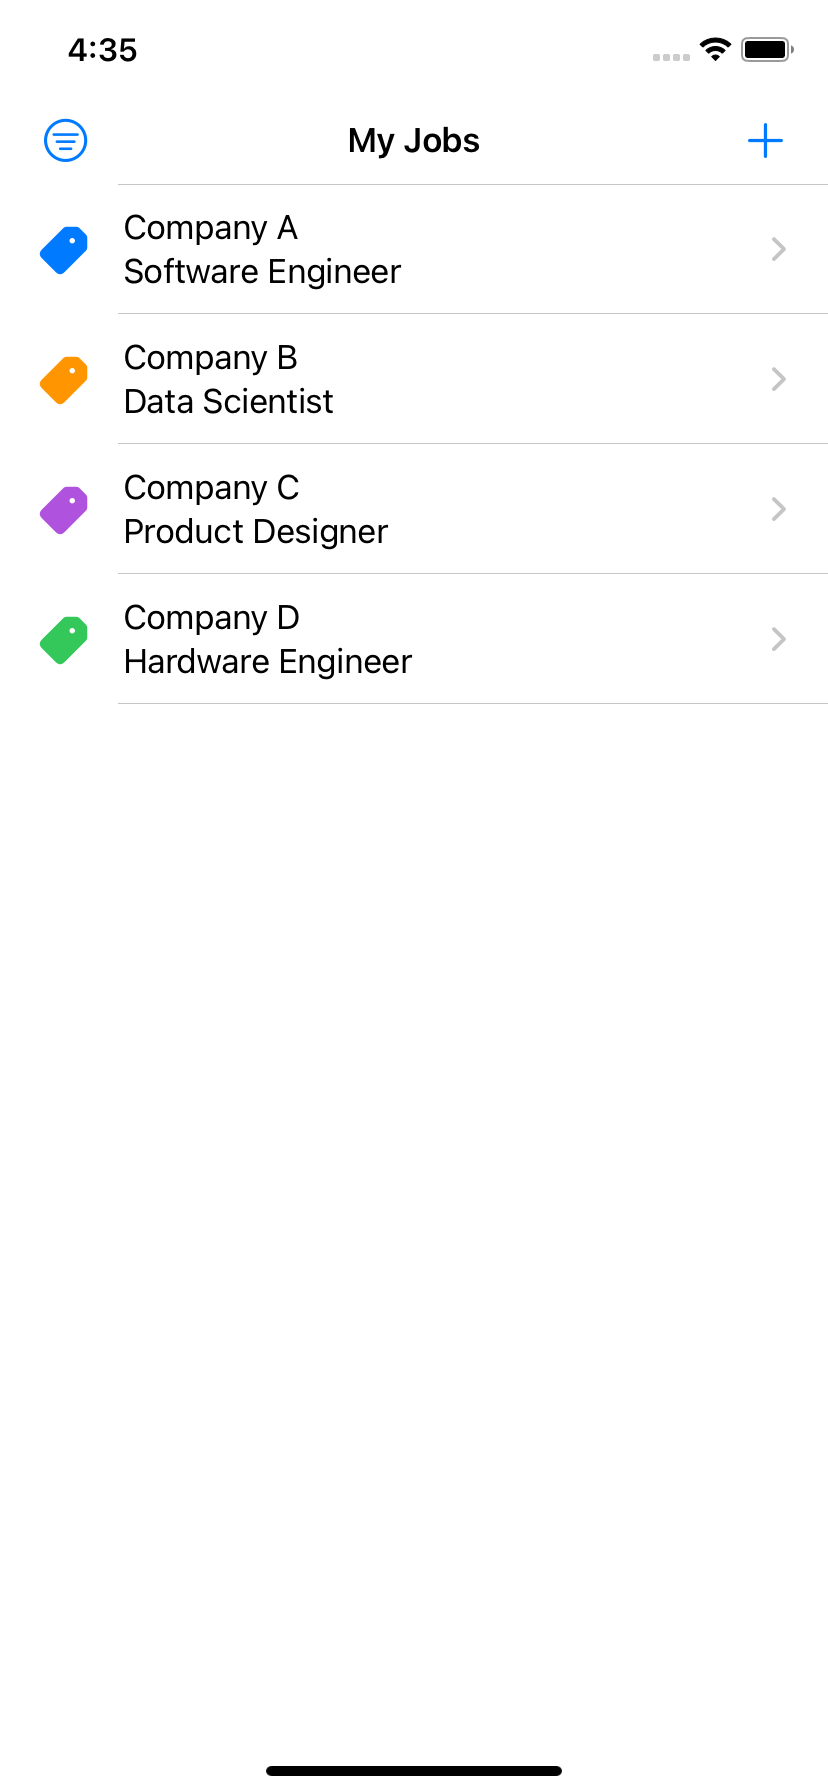 4:35
My Jobs
Company A
Software Engineer
Company B
Data Scientist
Company C
Product Designer
Company D
Hardware Engineer